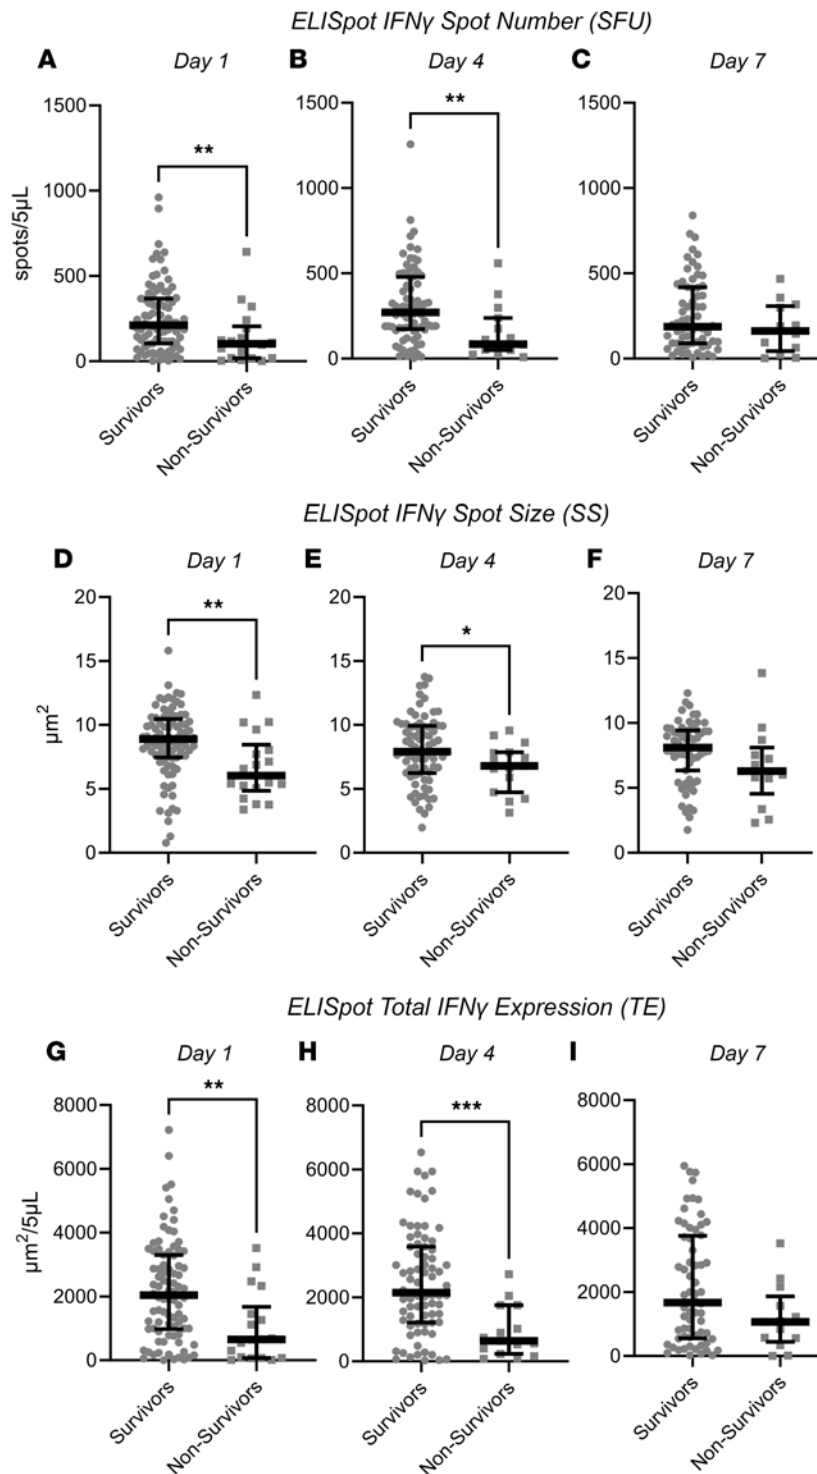 ELISpot IFNγ Spot Number (SFU)
A Day 1 B Day 4 C Day 7
spots/5µL
1500
1000
500
0
**
Survivors
Non-Survivors
1500
1000
500
0
**
Survivors
Non-Survivors
1500
1000
500
0
Survivors
Non-Survivors
ELISpot IFNγ Spot Size (SS)
D Day 1 E Day 4 F Day 7
µm²
20
15
10
5
0
**
Survivors
Non-Survivors
20
15
10
5
0
*
Survivors
Non-Survivors
20
15
10
5
0
Survivors
Non-Survivors
ELISpot Total IFNγ Expression (TE)
G Day 1 H Day 4 I Day 7
µm²/5µL
8000
6000
4000
2000
0
**
Survivors
Non-Survivors
8000
6000
4000
2000
0
***
Survivors
Non-Survivors
8000
6000
4000
2000
0
Survivors
Non-Survivors